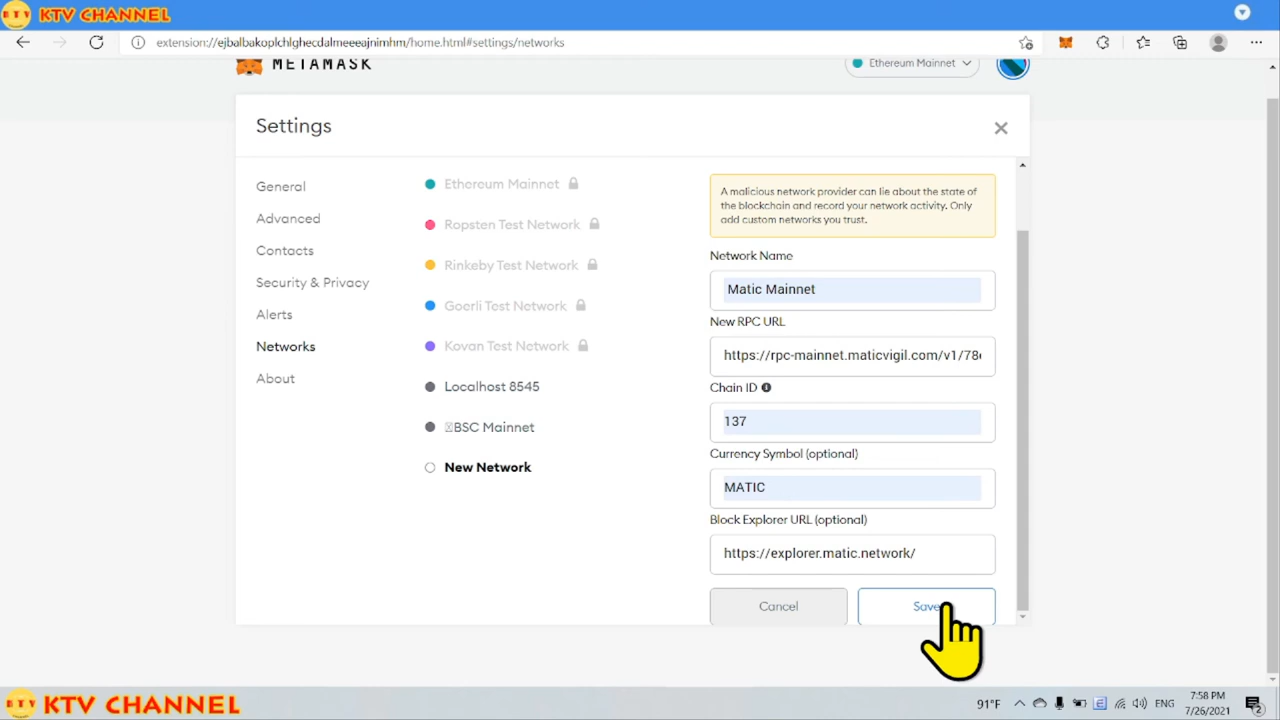 KTV CHANNEL
extension://ejbalbakoplchlghecdalmeeeajnimhm/home.html#settings/networks
METAMASK
Ethereum Mainnet
Settings
General
Advanced
Contacts
Security & Privacy
Alerts
Networks
About
Ethereum Mainnet
Ropsten Test Network
Rinkeby Test Network
Goerli Test Network
Kovan Test Network
Localhost 8545
BSC Mainnet
New Network
A malicious network provider can lie about the state of
the blockchain and record your network activity. Only
add custom networks you trust.
Network Name
Matic Mainnet
New RPC URL
https://rpc-mainnet.maticvigil.com/v1/78
Chain ID
137
Currency Symbol (optional)
MATIC
Block Explorer URL (optional)
https://explorer.matic.network/
Cancel
Save
KTV CHANNEL
91°F
ENG
7:58 PM
7/26/2021
2